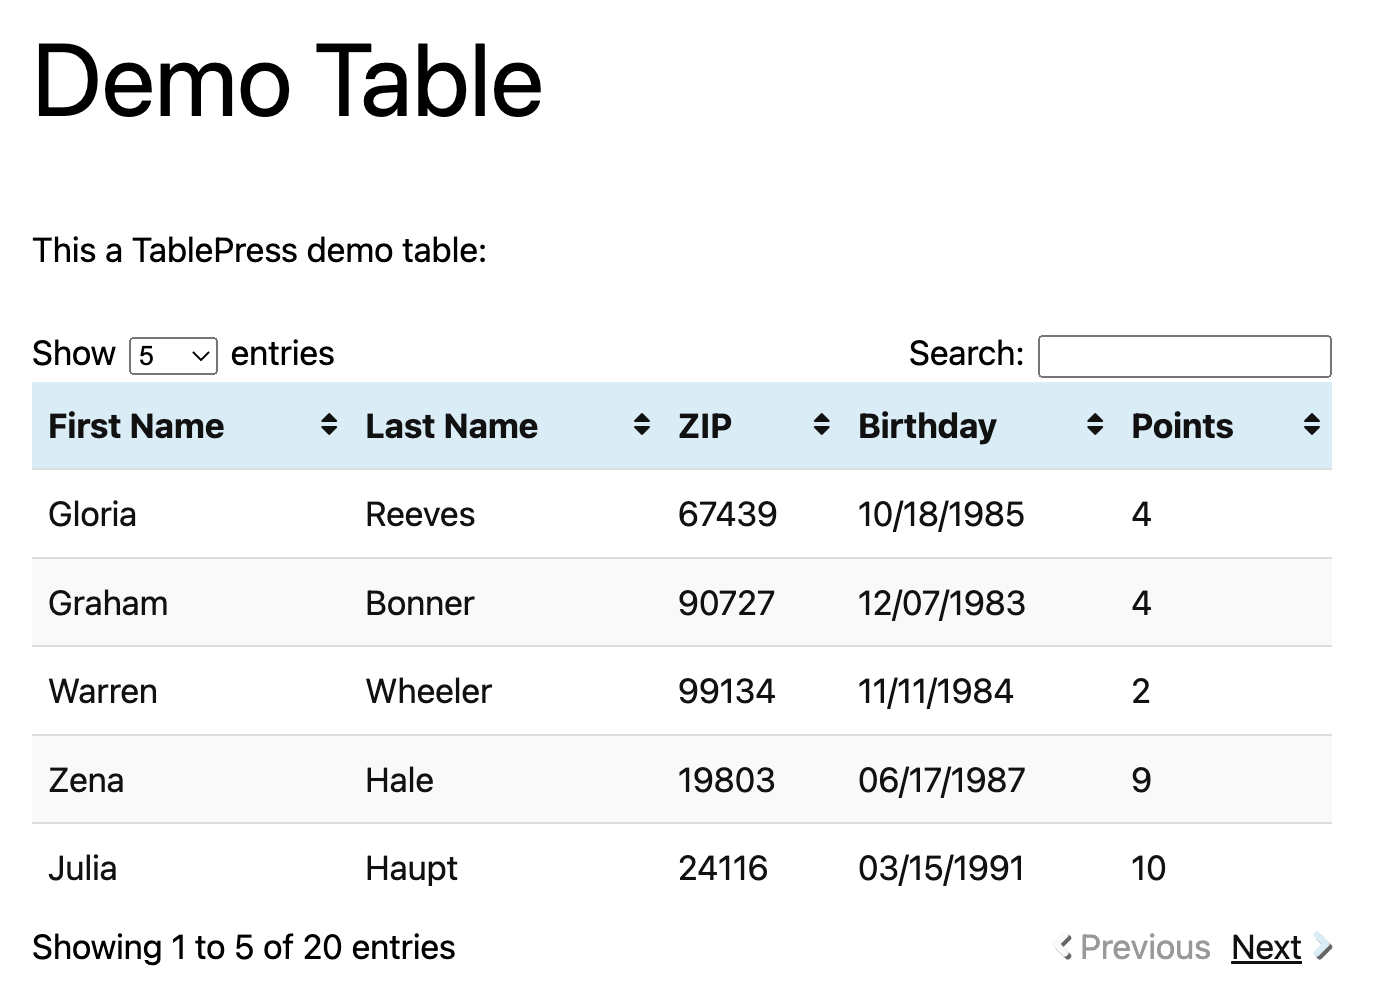 Demo Table
This a TablePress demo table:
Show 5 entries Search:
First Name Last Name ZIP Birthday Points
Gloria Reeves 67439 10/18/1985 4
Graham Bonner 90727 12/07/1983 4
Warren Wheeler 99134 11/11/1984 2
Zena Hale 19803 06/17/1987 9
Julia Haupt 24116 03/15/1991 10
Showing 1 to 5 of 20 entries Previous Next